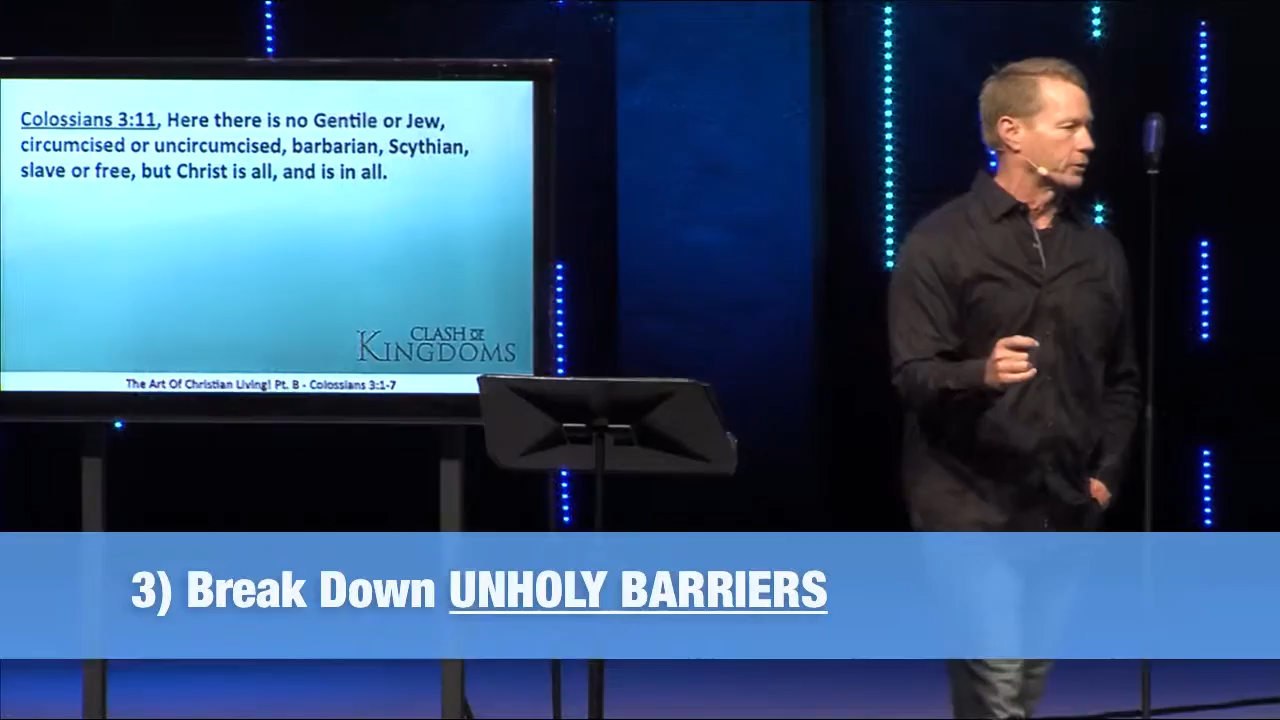 Colossians 3:11, Here there is no Gentile or Jew,
circumcised or uncircumcised, barbarian, Scythian,
slave or free, but Christ is all, and is in all.
CLASH OF
KINGDOMS
The Art Of Christian Living! Pt. B - Colossians 3:1-7
3) Break Down UNHOLY BARRIERS